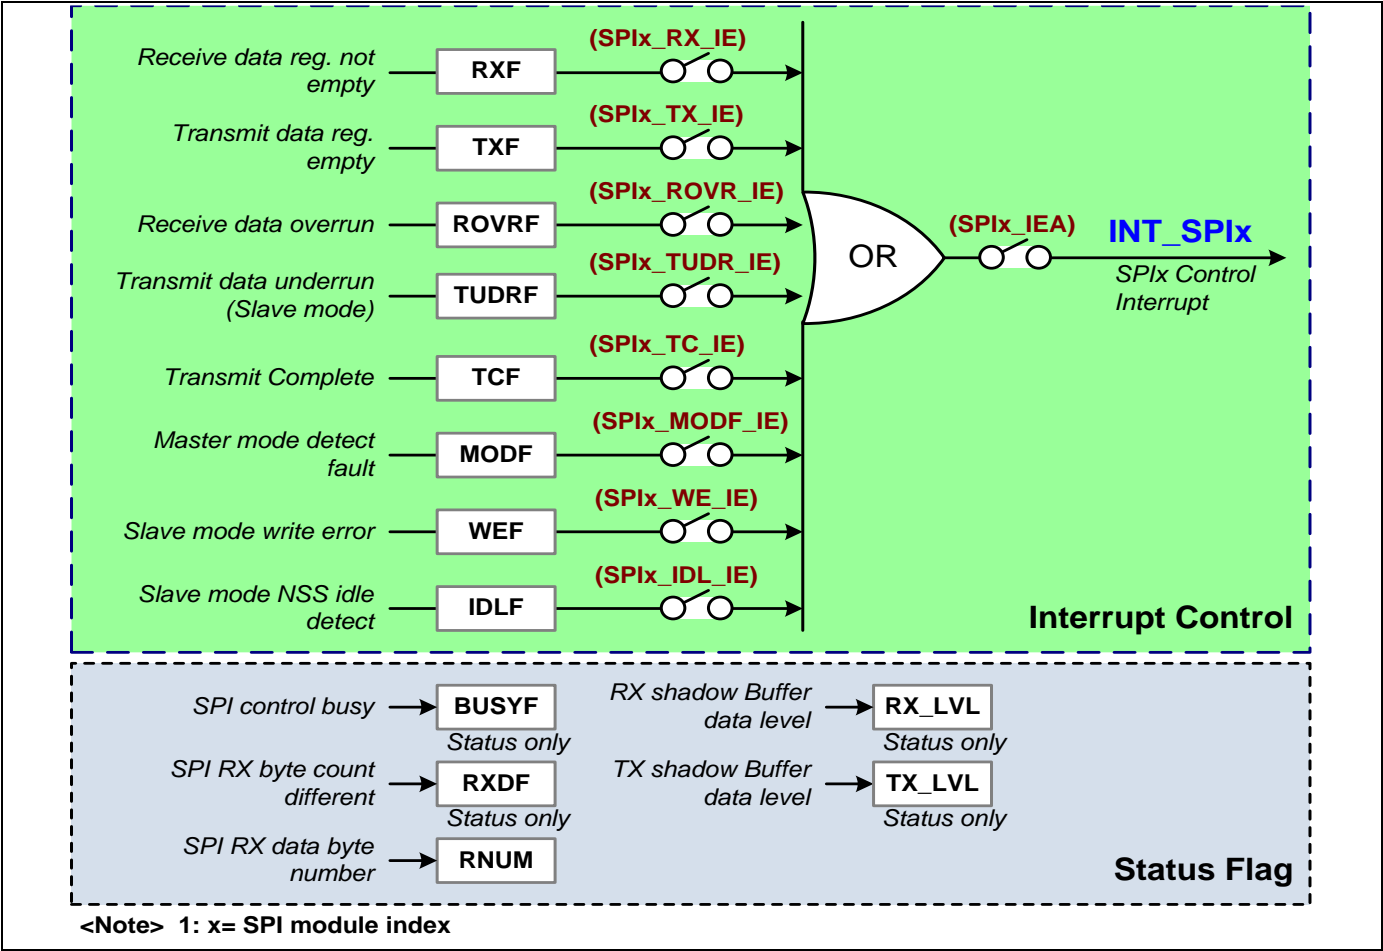 (SPIx_RX_IE)
Receive data reg. not
empty
RXF
(SPIx_TX_IE)
Transmit data reg.
empty
TXF
(SPIx_ROVR_IE)
Receive data overrun
ROVRF
(SPIx_TUDR_IE)
Transmit data underrun
(Slave mode)
TUDRF
OR
(SPIx_IEA)
INT_SPIx
SPIx Control
Interrupt
(SPIx_TC_IE)
Transmit Complete
TCF
(SPIx_MODF_IE)
Master mode detect
fault
MODF
(SPIx_WE_IE)
Slave mode write error
WEF
(SPIx_IDL_IE)
Slave mode NSS idle
detect
IDLF
Interrupt Control
SPI control busy
BUSYF
Status only
RX shadow Buffer
data level
RX_LVL
Status only
SPI RX byte count
different
RXDF
Status only
TX shadow Buffer
data level
TX_LVL
Status only
SPI RX data byte
number
RNUM
Status Flag
<Note> 1: x= SPI module index